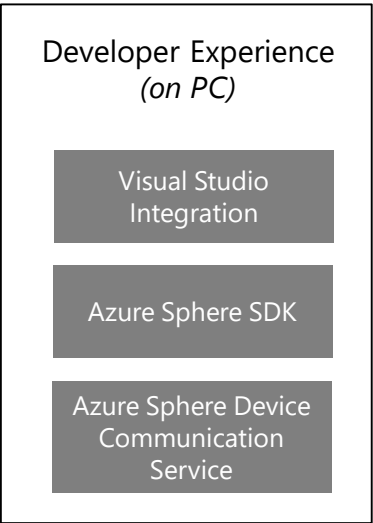 Developer Experience
(on PC)
Visual Studio
Integration
Azure Sphere SDK
Azure Sphere Device
Communication
Service